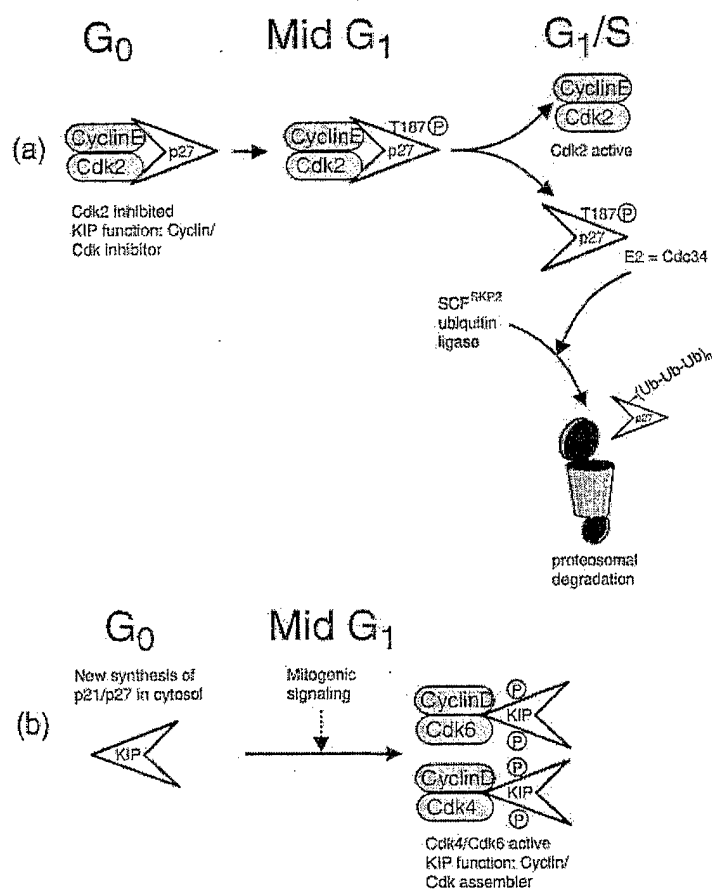 G₀
Mid G₁
G₁/S
(a)
CyclinE
Cdk2
p27
CyclinE
Cdk2
T187 P
p27
CyclinE
Cdk2
Cdk2 active
Cdk2 inhibited
KIP function: Cyclin/
Cdk inhibitor
T187 P
p27
E2 = Cdc34
SCF^SKP2
ubiquitin
ligase
(Ub-Ub-Ub)n
p27
proteosomal
degradation
G₀
Mid G₁
New synthesis of
p21/p27 in cytosol
Mitogenic
signaling
(b)
KIP
CyclinD
Cdk6
P
KIP
P
CyclinD
Cdk4
P
KIP
P
Cdk4/Cdk6 active
KIP function: Cyclin/
Cdk assembler